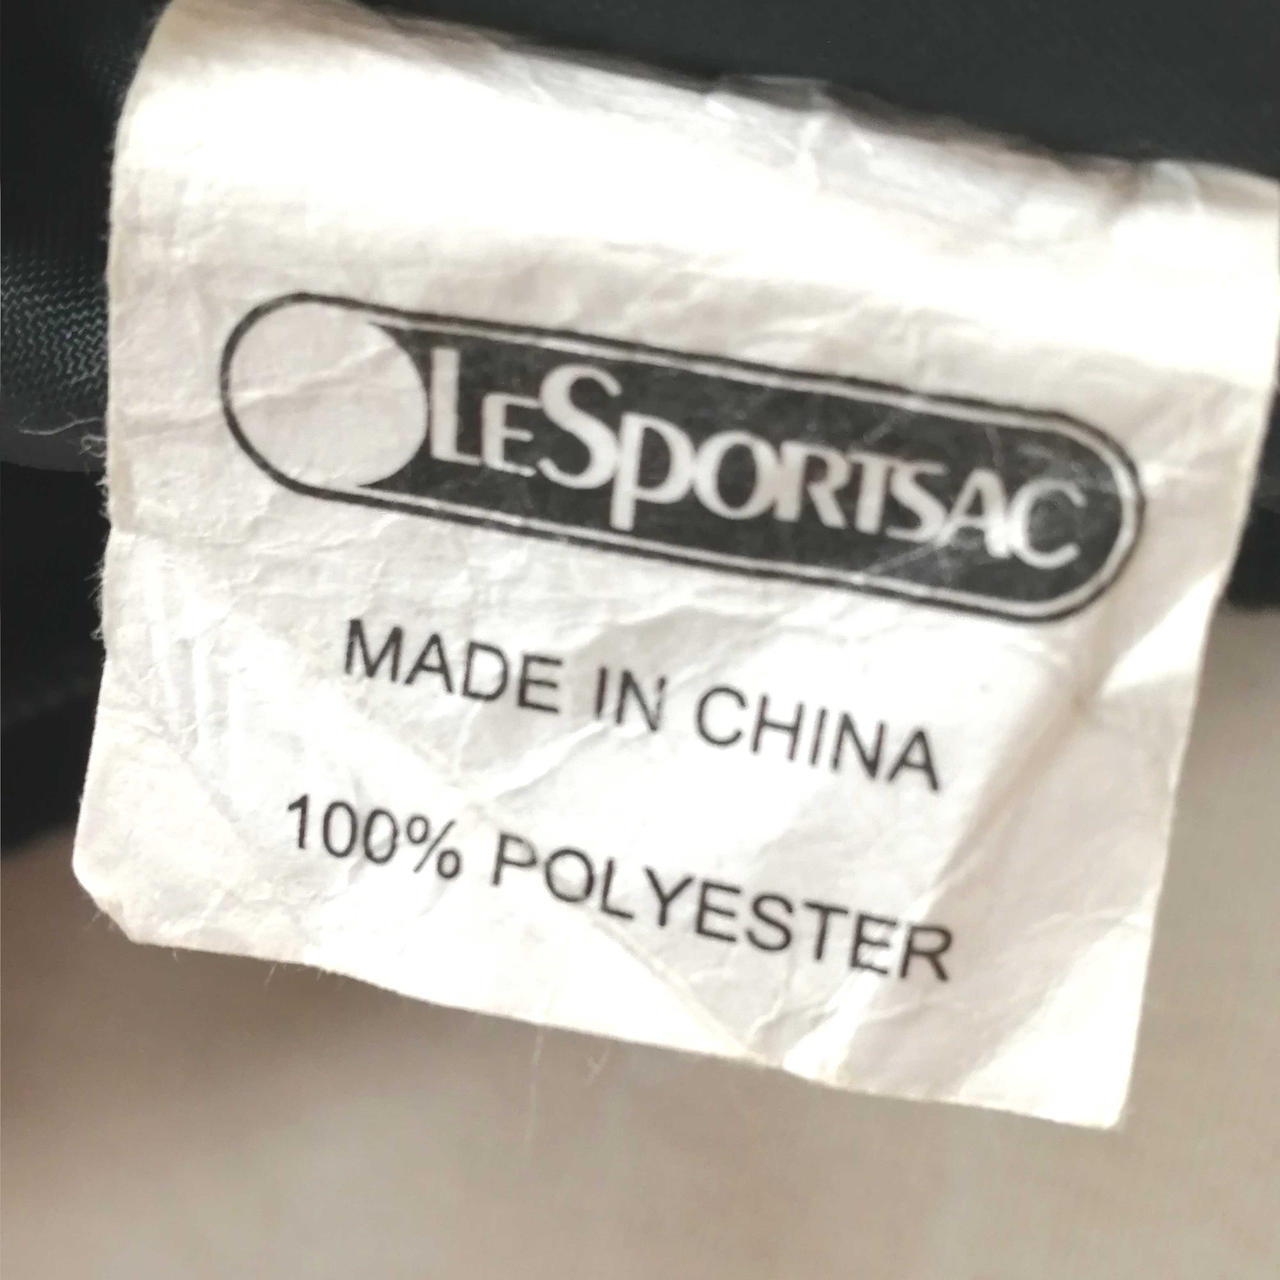 LeSportsac
MADE IN CHINA
100% POLYESTER